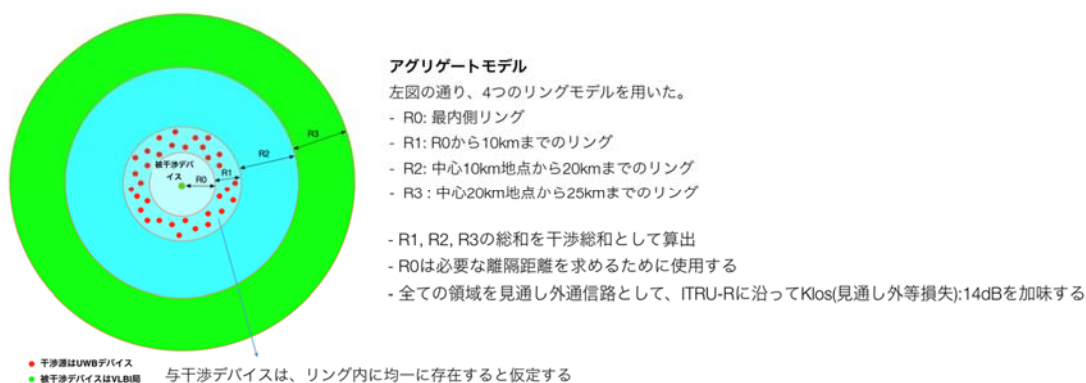 アグリゲートモデル
左図の通り、4つのリングモデルを用いた。
- R0: 最内側リング
- R1: R0から10kmまでのリング
- R2: 中心10km地点から20kmまでのリング
- R3 : 中心20km地点から25kmまでのリング
- R1, R2, R3の総和を干渉総和として算出
- R0は必要な離隔距離を求めるために使用する
- 全ての領域を見通し外通信路として、ITRU-Rに沿ってKlos(見通し外等損失):14dBを加味する
R3
R2
R1
R0
被干渉デバ
イス
干渉源はUWBデバイス
被干渉デバイスはVLBI局
与干渉デバイスは、リング内に均一に存在すると仮定する